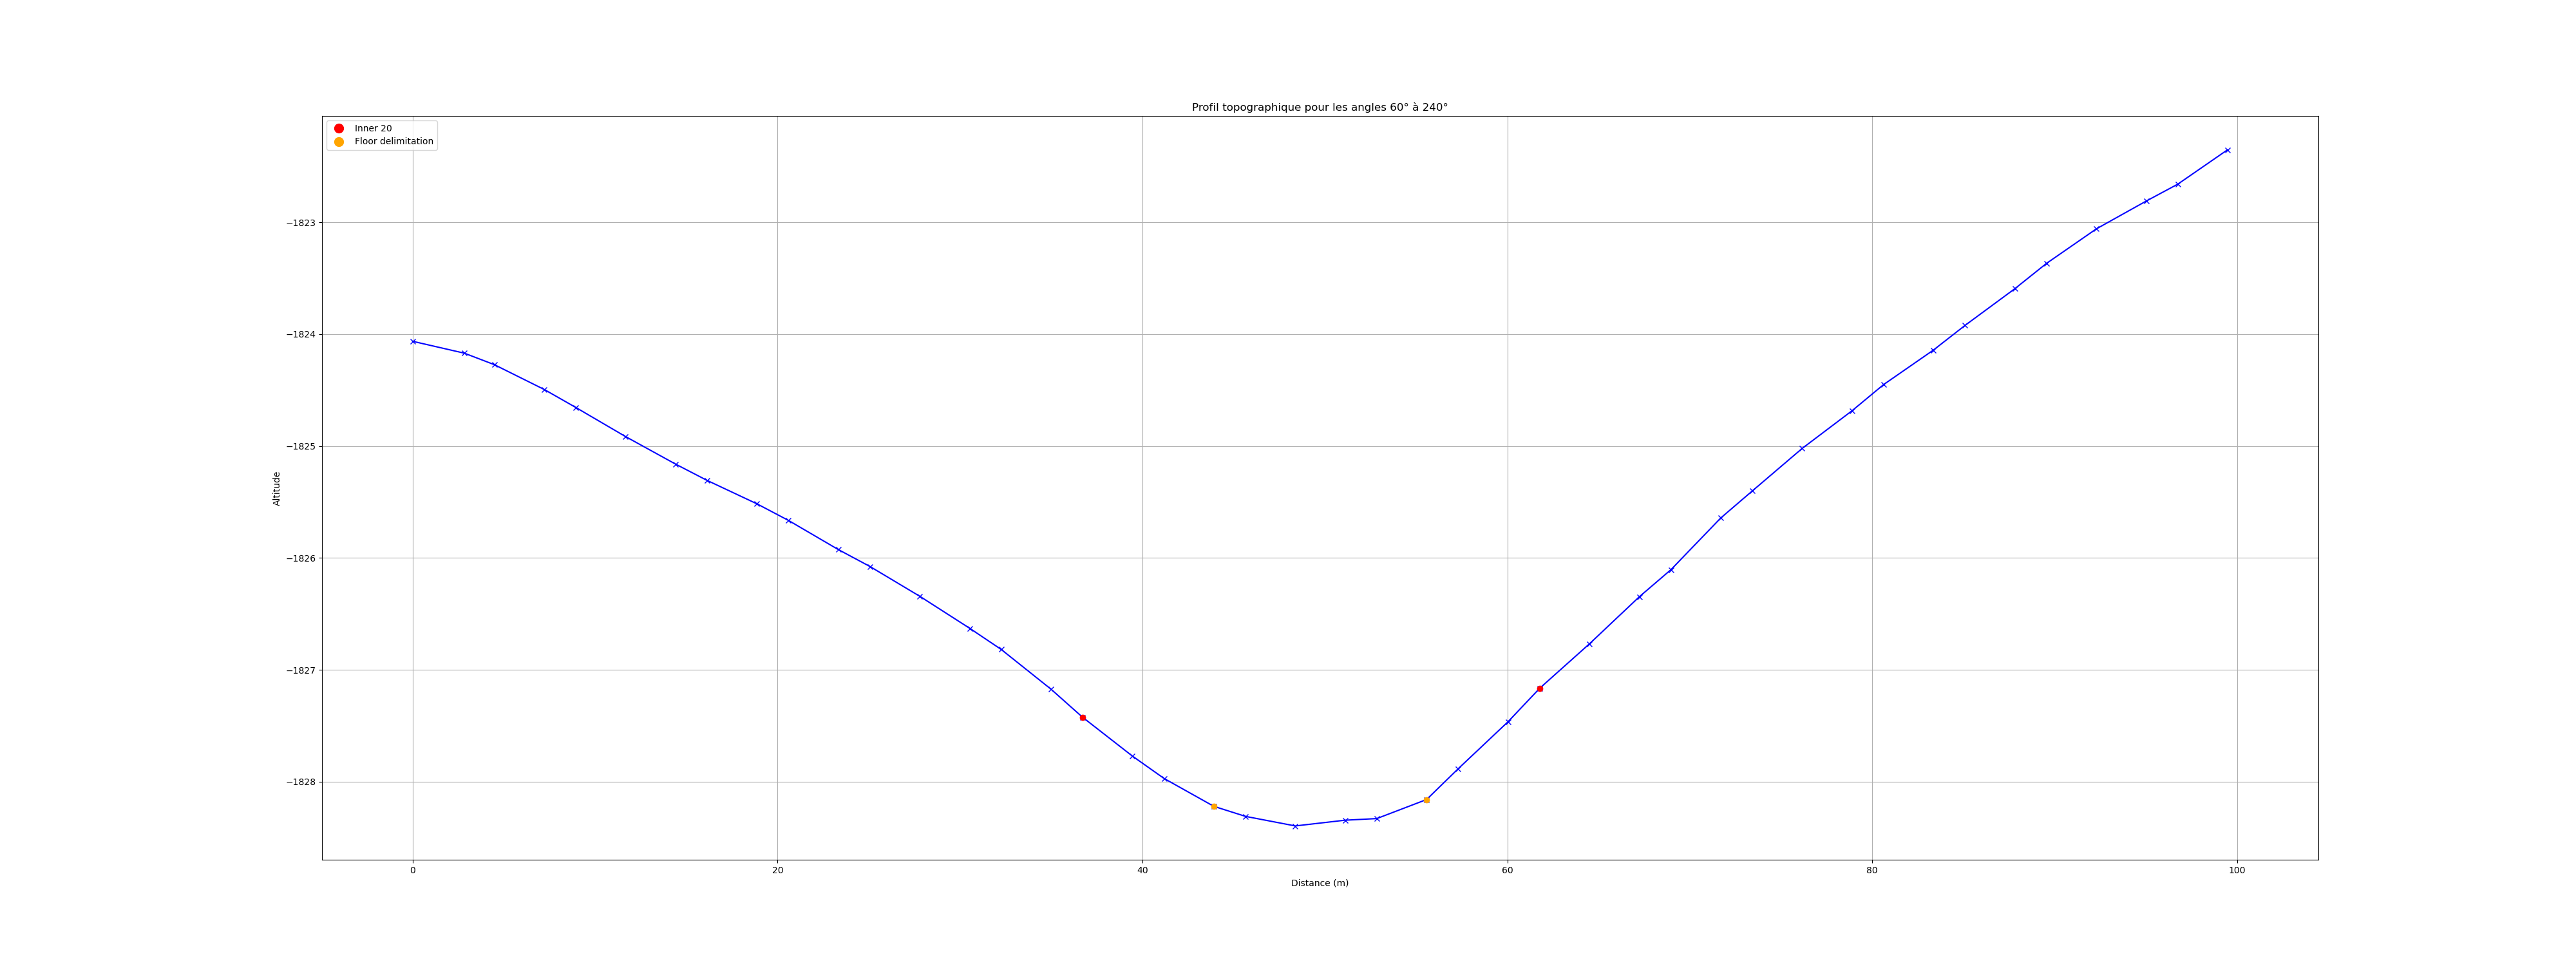 Profil topographique pour les angles 60° à 240°
Inner 20
Floor delimitation
Altitude
−1823
−1824
−1825
−1826
−1827
−1828
0 20 40 60 80 100
Distance (m)